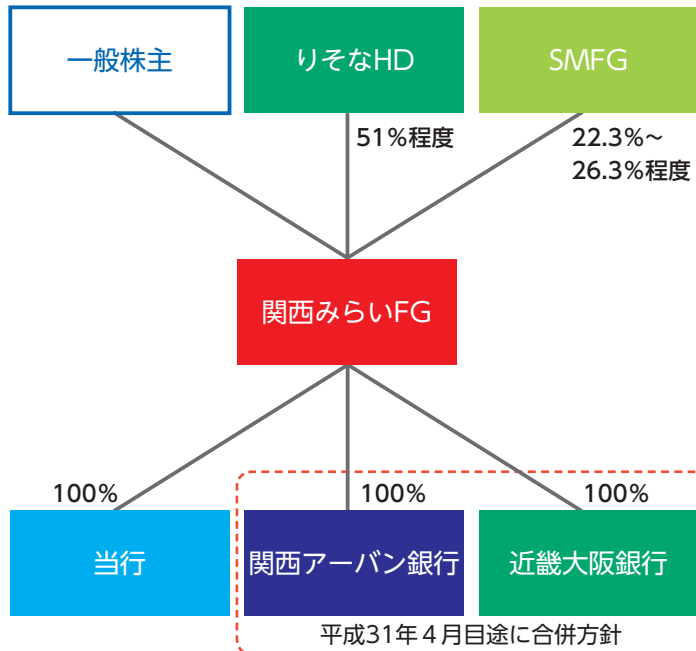 一般株主
りそなHD
SMFG
51%程度
22.3%~
26.3%程度
関西みらいFG
100%
100%
100%
当行
関西アーバン銀行
近畿大阪銀行
平成31年4月目途に合併方針